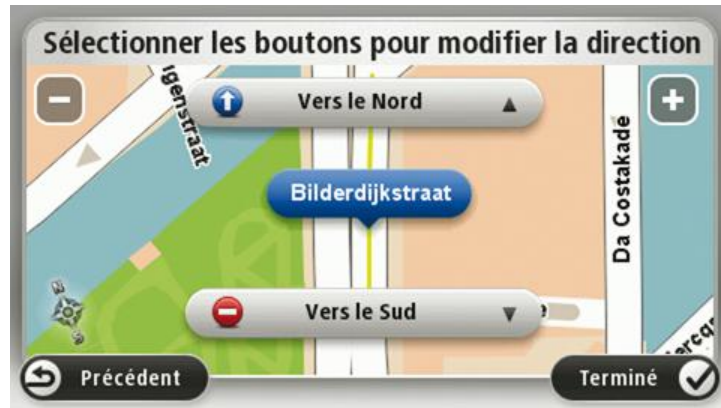 Sélectionner les boutons pour modifier la direction
Vers le Nord
Bilderdijkstraat
Da Costakade
Vers le Sud
N
Précédent
Terminé